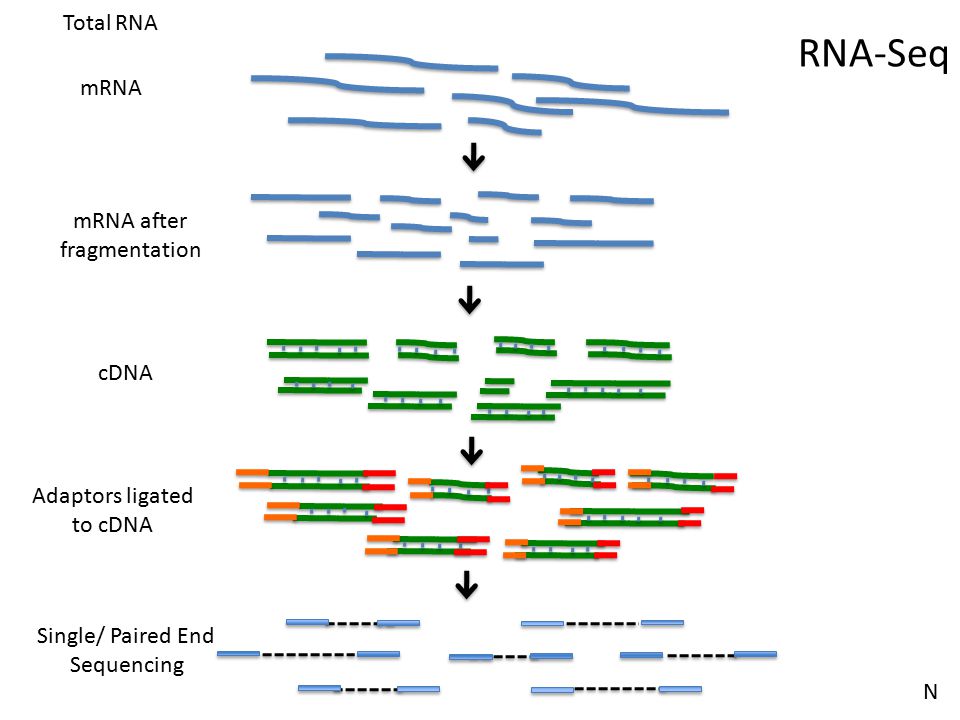 Total RNA
RNA-Seq
mRNA
mRNA after
fragmentation
cDNA
Adaptors ligated
to cDNA
Single/ Paired End
Sequencing
N